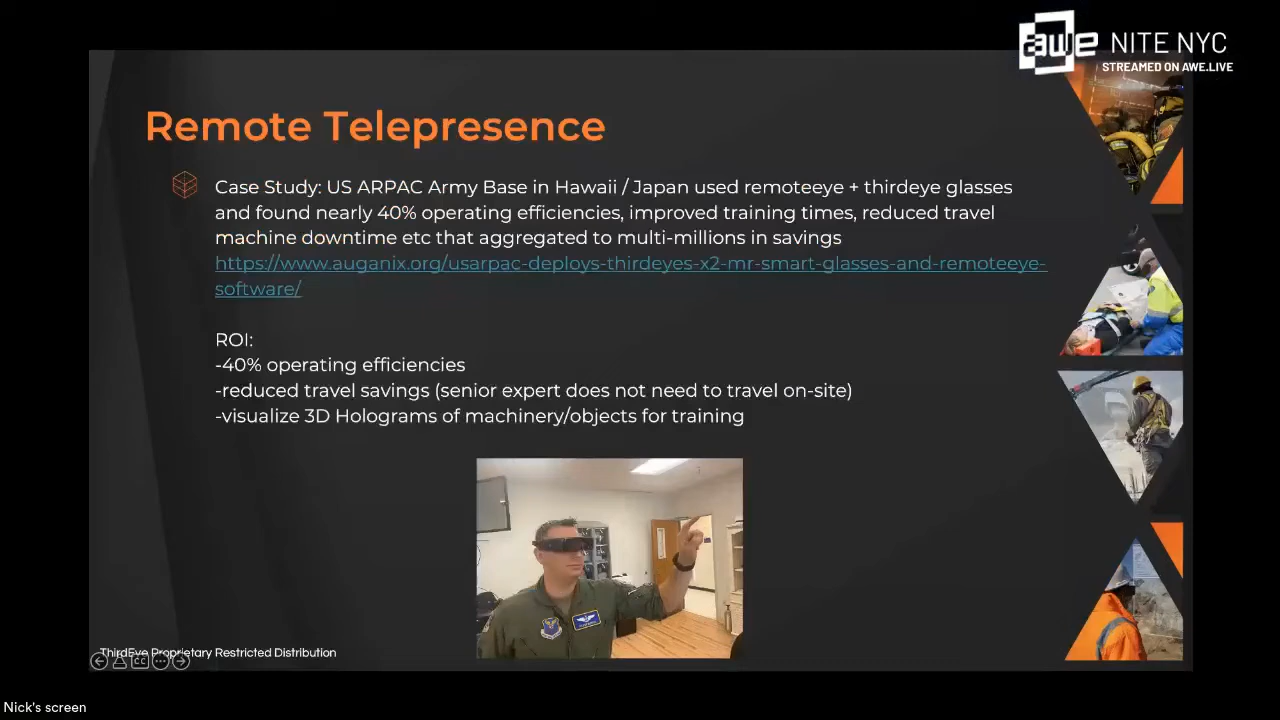 awe NITE NYC
STREAMED ON AWE.LIVE
Remote Telepresence
Case Study: US ARPAC Army Base in Hawaii / Japan used remoteeye + thirdeye glasses
and found nearly 40% operating efficiencies, improved training times, reduced travel
machine downtime etc that aggregated to multi-millions in savings
https://www.auganix.org/usarpac-deploys-thirdeyes-x2-mr-smart-glasses-and-remoteeye-
software/
ROI:
-40% operating efficiencies
-reduced travel savings (senior expert does not need to travel on-site)
-visualize 3D Holograms of machinery/objects for training
ThirdEye Proprietary Restricted Distribution
CC
Nick's screen